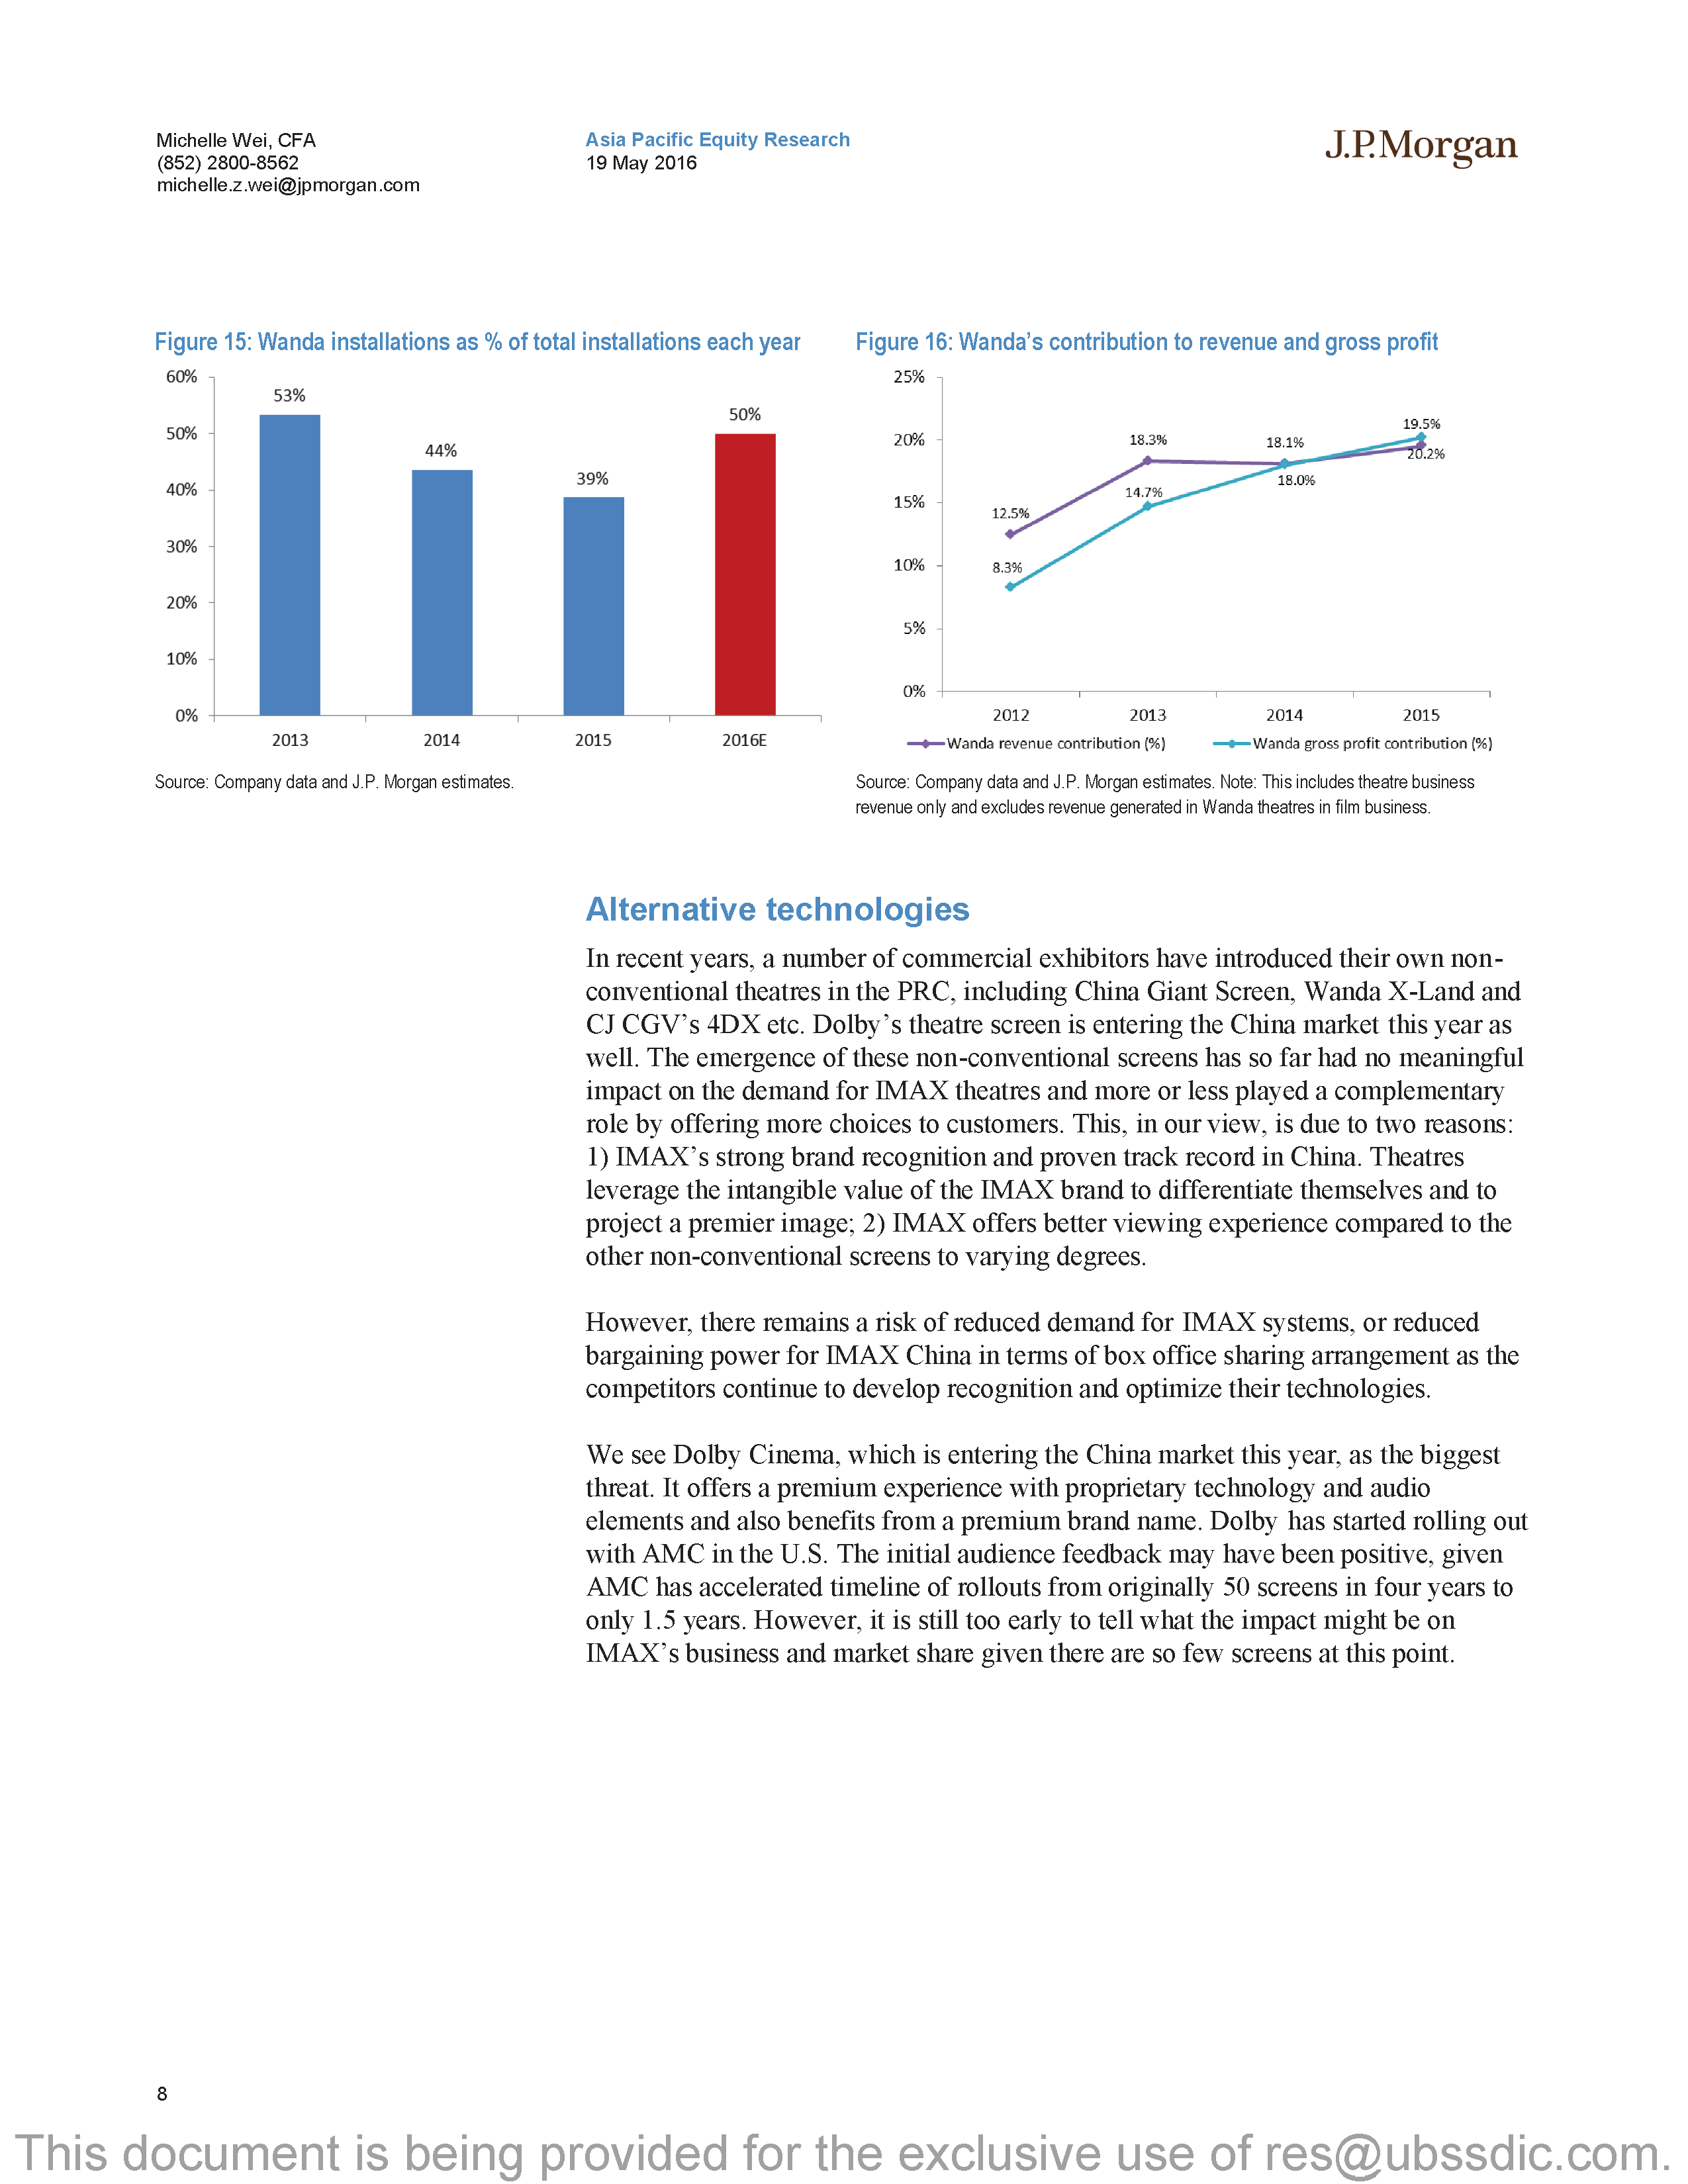 Michelle Wei, CFA
(852) 2800-8562
michelle.z.wei@jpmorgan.com
Asia Pacific Equity Research
19 May 2016
J.P.Morgan
Figure 15: Wanda installations as % of total installations each year
60%
50%
40%
30%
20%
10%
0%
53%
44%
39%
50%
2013
2014
2015
2016E
Source: Company data and J.P. Morgan estimates.
Figure 16: Wanda's contribution to revenue and gross profit
25%
20%
15%
10%
5%
0%
12.5%
8.3%
18.3%
14.7%
18.1%
18.0%
19.5%
20.2%
2012
2013
2014
2015
Wanda revenue contribution (%)
Wanda gross profit contribution (%)
Source: Company data and J.P. Morgan estimates. Note: This includes theatre business
revenue only and excludes revenue generated in Wanda theatres in film business.
Alternative technologies
In recent years, a number of commercial exhibitors have introduced their own non-
conventional theatres in the PRC, including China Giant Screen, Wanda X-Land and
CJ CGV's 4DX etc. Dolby's theatre screen is entering the China market this year as
well. The emergence of these non-conventional screens has so far had no meaningful
impact on the demand for IMAX theatres and more or less played a complementary
role by offering more choices to customers. This, in our view, is due to two reasons:
1) IMAX's strong brand recognition and proven track record in China. Theatres
leverage the intangible value of the IMAX brand to differentiate themselves and to
project a premier image; 2) IMAX offers better viewing experience compared to the
other non-conventional screens to varying degrees.
However, there remains a risk of reduced demand for IMAX systems, or reduced
bargaining power for IMAX China in terms of box office sharing arrangement as the
competitors continue to develop recognition and optimize their technologies.
We see Dolby Cinema, which is entering the China market this year, as the biggest
threat. It offers a premium experience with proprietary technology and audio
elements and also benefits from a premium brand name. Dolby has started rolling out
with AMC in the U.S. The initial audience feedback may have been positive, given
AMC has accelerated timeline of rollouts from originally 50 screens in four years to
only 1.5 years. However, it is still too early to tell what the impact might be on
IMAX's business and market share given there are so few screens at this point.
8
This document is being provided for the exclusive use of res@ubssdic.com.